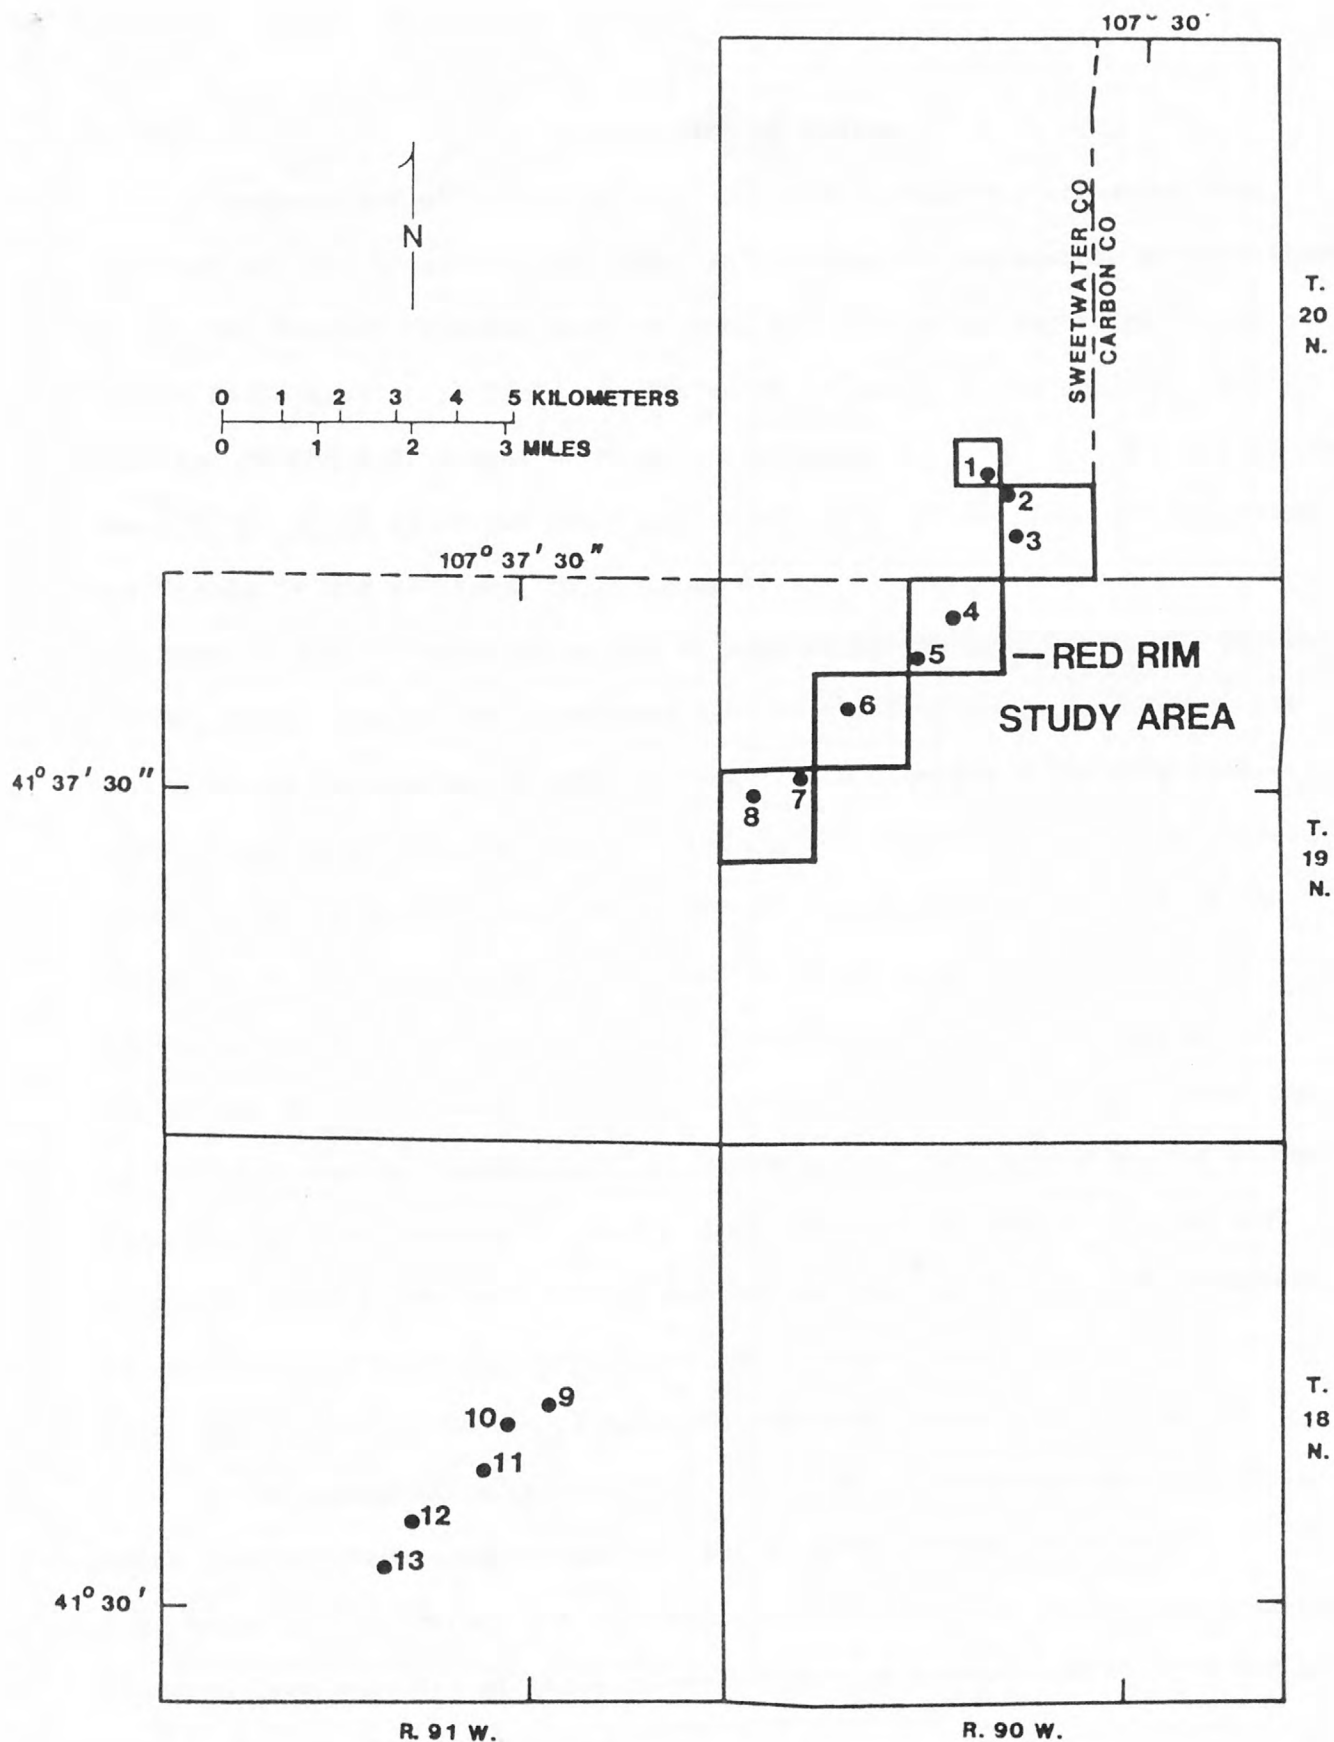 107° 30'
SWEETWATER CO
CARBON CO
T.
20
N.
N
0 1 2 3 4 5 KILOMETERS
0 1 2 3 MILES
1
2
3
107° 37' 30"
4
5
RED RIM
STUDY AREA
6
41° 37' 30"
7
8
T.
19
N.
9
10
11
12
13
T.
18
N.
41° 30'
R. 91 W.
R. 90 W.